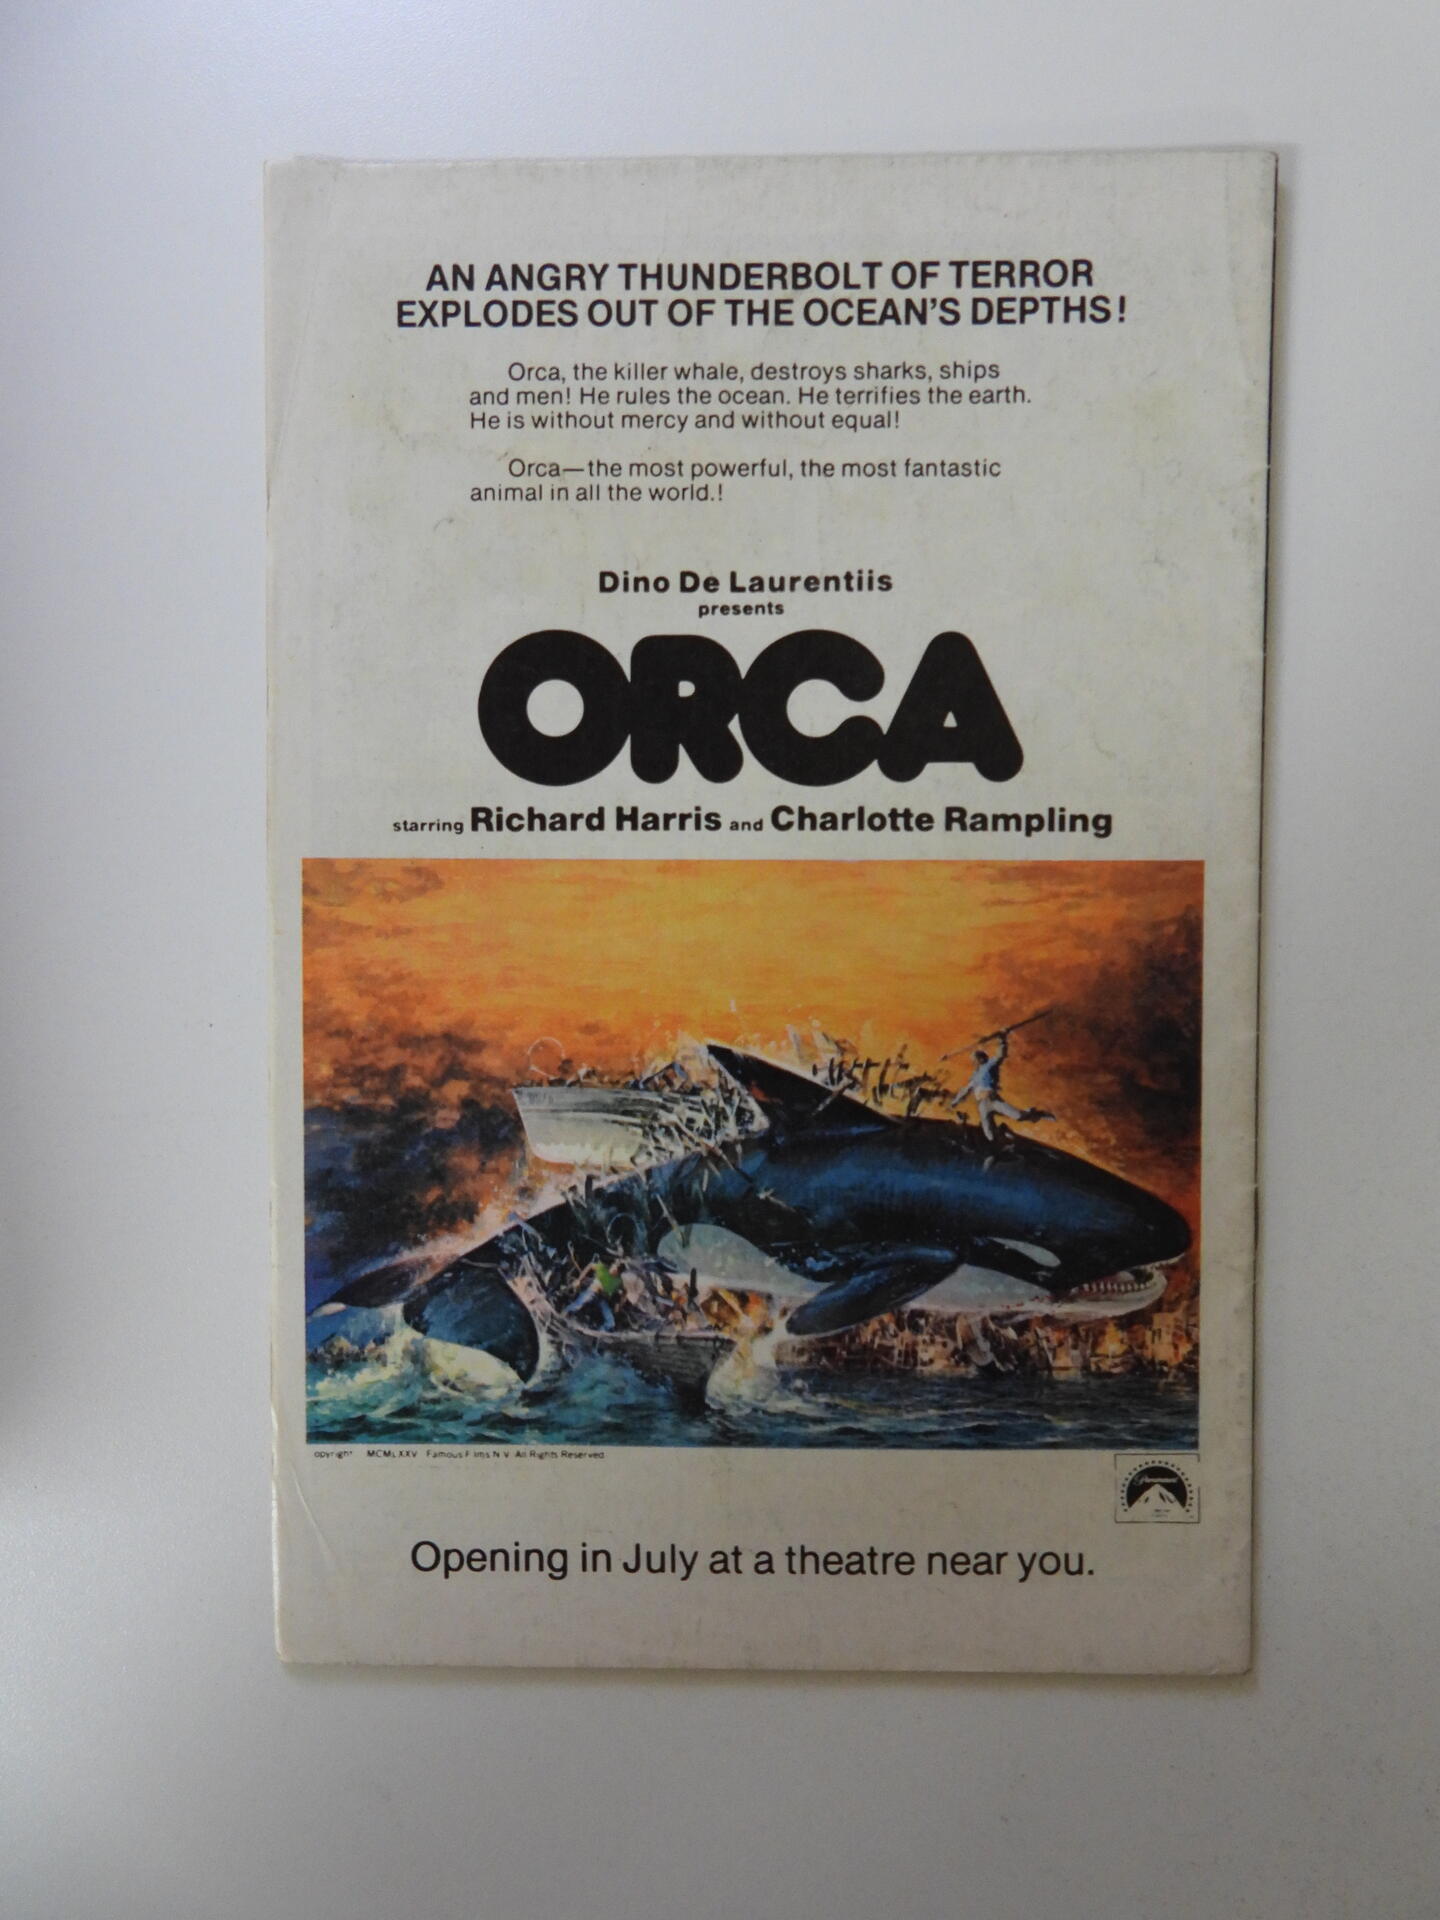 AN ANGRY THUNDERBOLT OF TERROR
EXPLODES OUT OF THE OCEAN'S DEPTHS!
Orca, the killer whale, destroys sharks, ships
and men! He rules the ocean. He terrifies the earth.
He is without mercy and without equal!
Orca—the most powerful, the most fantastic
animal in all the world.!
Dino De Laurentiis
presents
ORCA
starring Richard Harris and Charlotte Rampling
opyright MCMLXXV Famous Films N V All Rights Reserved
Paramount
Opening in July at a theatre near you.